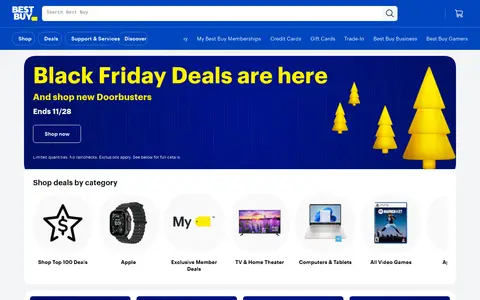 BEST
BUY
Search Best Buy
Shop
Deals
Support & Services
Discover
My Best Buy Memberships
Credit Cards
Gift Cards
Trade-In
Best Buy Business
Best Buy Gamers
Black Friday Deals are here
And shop new Doorbusters
Ends 11/28
Shop now
Limited quantities. No rainchecks. Exclusions apply. See below for full details.
Shop deals by category
My
Shop Top 100 Deals
Apple
Exclusive Member
Deals
TV & Home Theater
Computers & Tablets
All Video Games